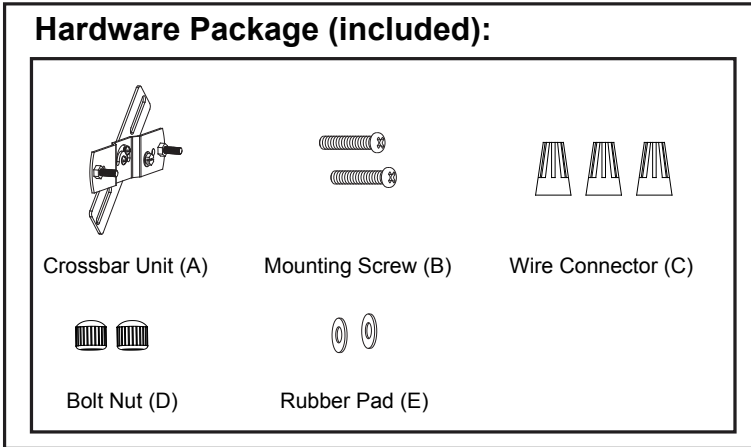 Hardware Package (included):
Crossbar Unit (A)
Mounting Screw (B)
Wire Connector (C)
Bolt Nut (D)
Rubber Pad (E)